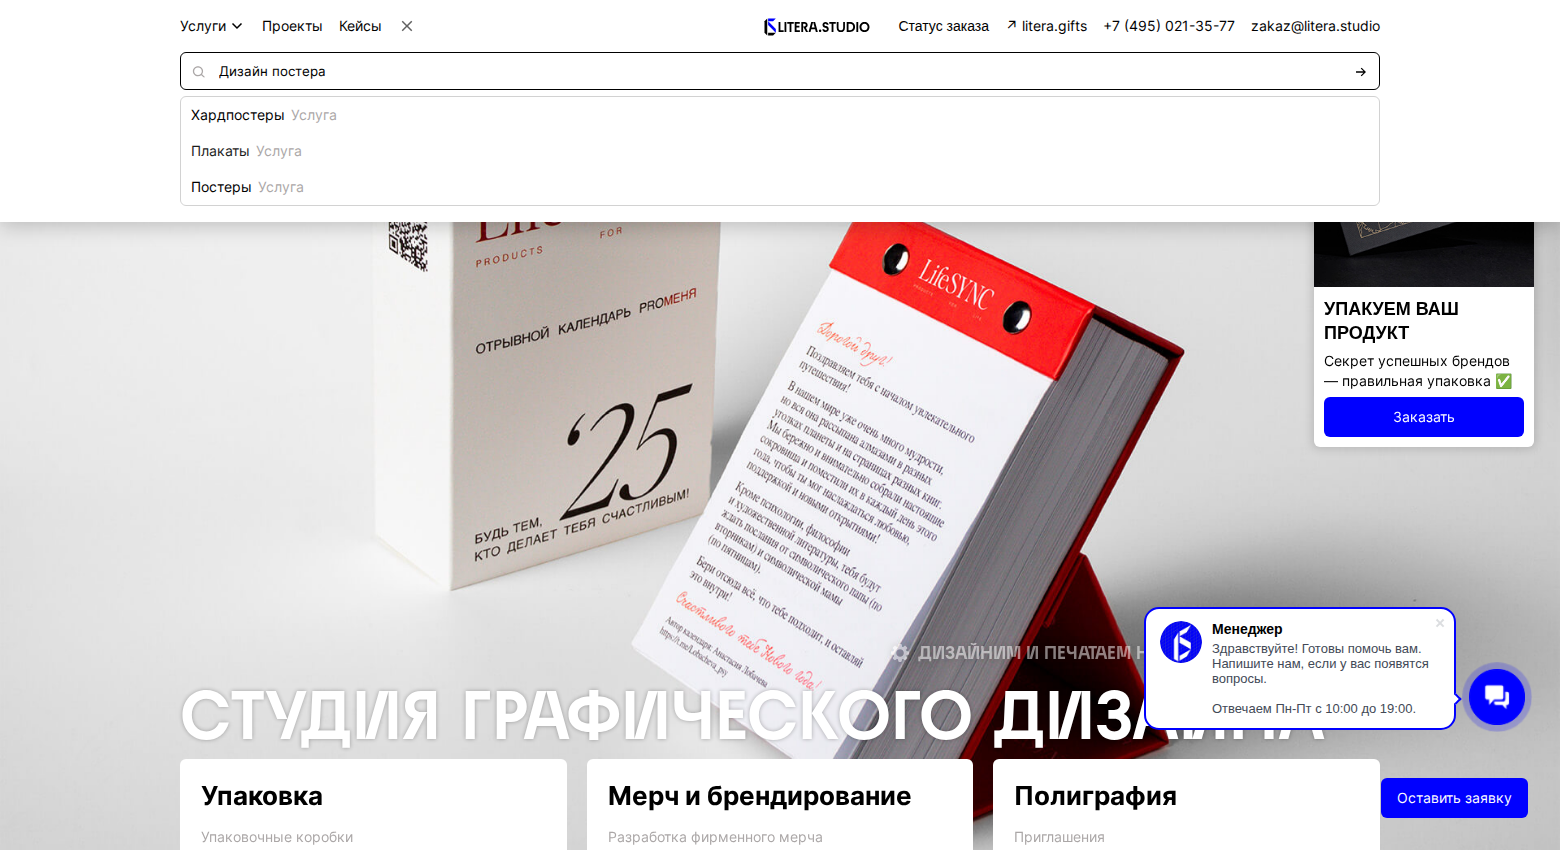 Услуги Проекты Кейсы
LITERA.STUDIO
Статус заказа litera.gifts +7 (495) 021-35-77 zakaz@litera.studio
Дизайн постера
Хардпостеры Услуга
Плакаты Услуга
Постеры Услуга
PRODUCTS FOR
ОТРЫВНОЙ КАЛЕНДАРЬ PROМЕНЯ
'25
БУДЬ ТЕМ,
КТО ДЕЛАЕТ ТЕБЯ СЧАСТЛИВЫМ!
LifeSYNC
Дорогой друг!
Поздравляем тебя с началом увлекательного
путешествия!
В нашем мире уже очень много мудрости,
но вся она рассыпана алмазами в разных
уголках планеты и на страницах разных книг.
Мы бережно и внимательно собрали настоящие
сокровища и поместили их в каждый день этого
года, чтобы ты мог наслаждаться любовью,
поддержкой и новыми открытиями!
Кроме психологии, философии
и художественной литературы, тебя будут
ждать послания от символического папы (по
вторникам) и символической мамы
(по пятницам).
Бери отсюда всё, что тебе подходит, и оставляй
это внутри!
Счастливого тебе Нового года!
Автор календаря: Анастасия Лобачева
УПАКУЕМ ВАШ
ПРОДУКТ
Секрет успешных брендов
— правильная упаковка ✅
Заказать
ДИЗАЙНИМ И ПЕЧАТАЕМ
СТУДИЯ ГРАФИЧЕСКОГО ДИЗАЙНА
Менеджер
Здравствуйте! Готовы помочь вам.
Напишите нам, если у вас появятся
вопросы.
Отвечаем Пн-Пт с 10:00 до 19:00.
Упаковка
Упаковочные коробки
Мерч и брендирование
Разработка фирменного мерча
Полиграфия
Приглашения
Оставить заявку